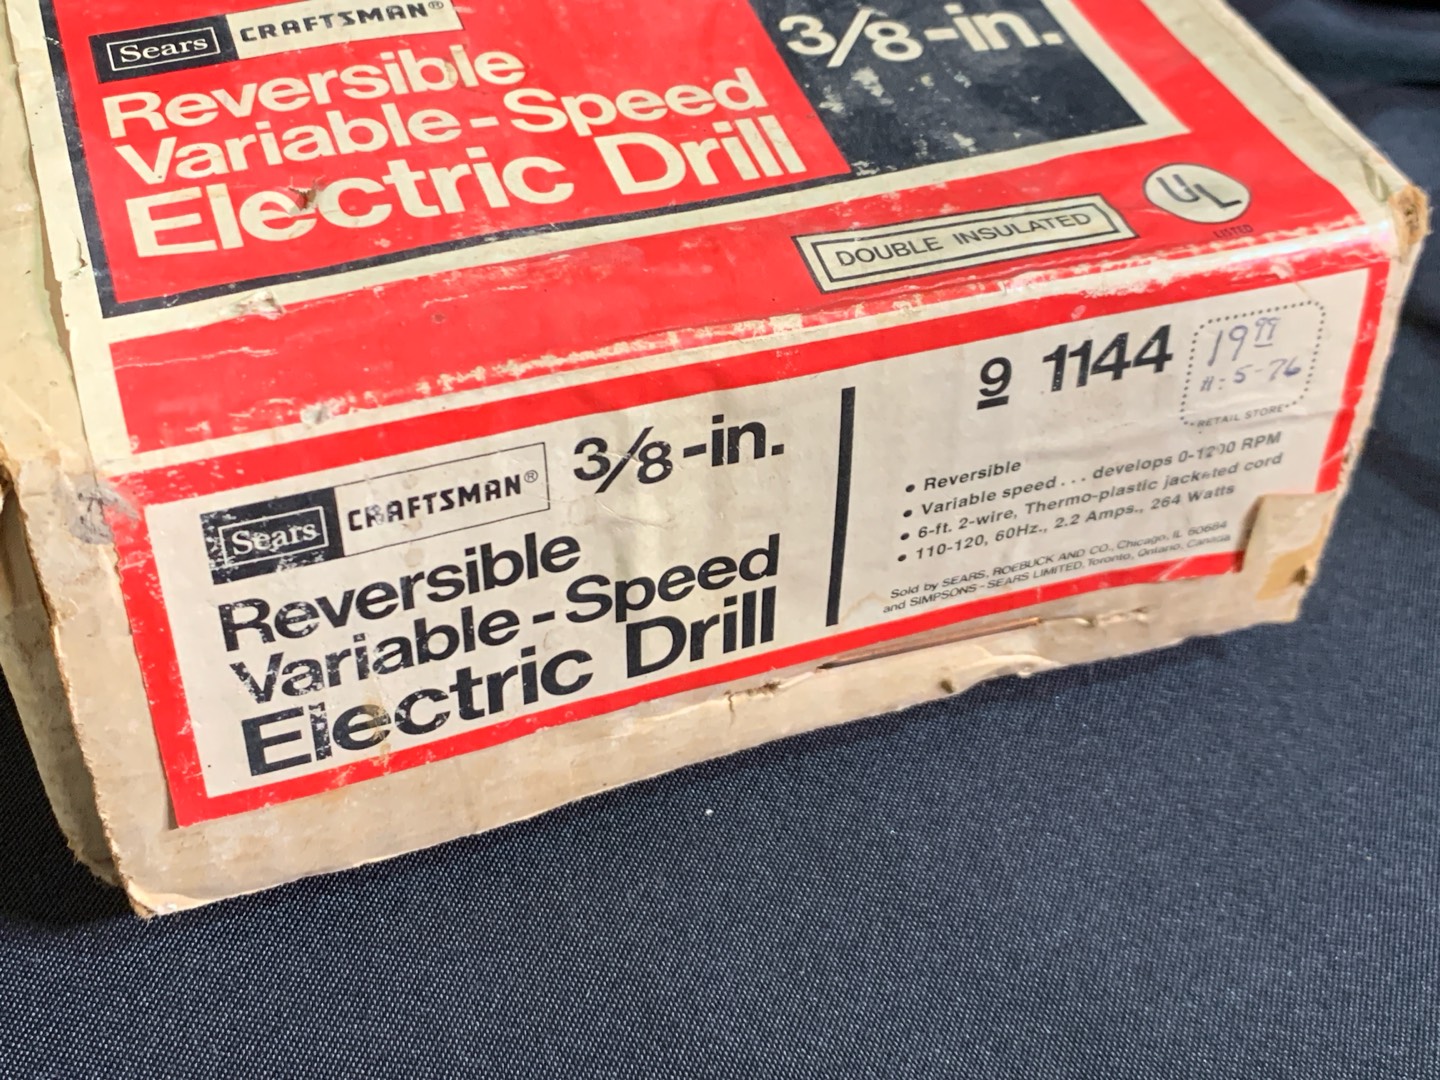 Sears CRAFTSMAN®
3/8-in.
Reversible
Variable-Speed
Electric Drill
DOUBLE INSULATED
UL
LISTED
Sears CRAFTSMAN® 3/8-in.
Reversible
Variable-Speed
Electric Drill
9 1144
19 99
#: 5-76
RETAIL STORE
• Reversible
• Variable speed... develops 0-1200 RPM
• 6-ft. 2-wire, Thermo-plastic jacketed cord
• 110-120, 60Hz., 2.2 Amps., 264 Watts
Sold by SEARS, ROEBUCK AND CO., Chicago, IL 60684
and SIMPSONS-SEARS LIMITED, Toronto, Ontario, Canada